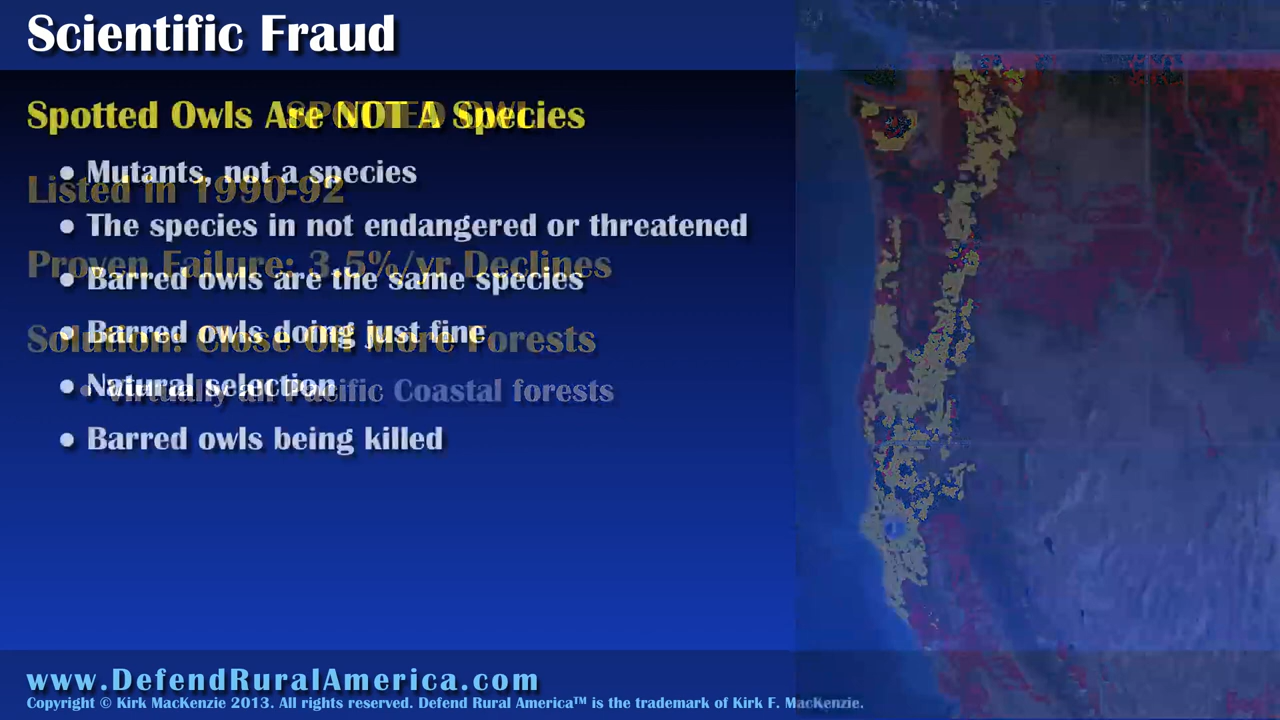 Scientific Fraud
Spotted Owls Are NOT A Species
SPOTTED OWL
• Mutants, not a species
Listed in 1990-92
• The species in not endangered or threatened
Proven Failure: 3.5%/yr Declines
• Barred owls are the same species
• Barred owls doing just fine
Solution: Close Off More Forests
• Natural selection
• Virtually all Pacific Coastal forests
• Barred owls being killed
www.DefendRuralAmerica.com
Copyright © Kirk MacKenzie 2013. All rights reserved. Defend Rural America™ is the trademark of Kirk F. MacKenzie.